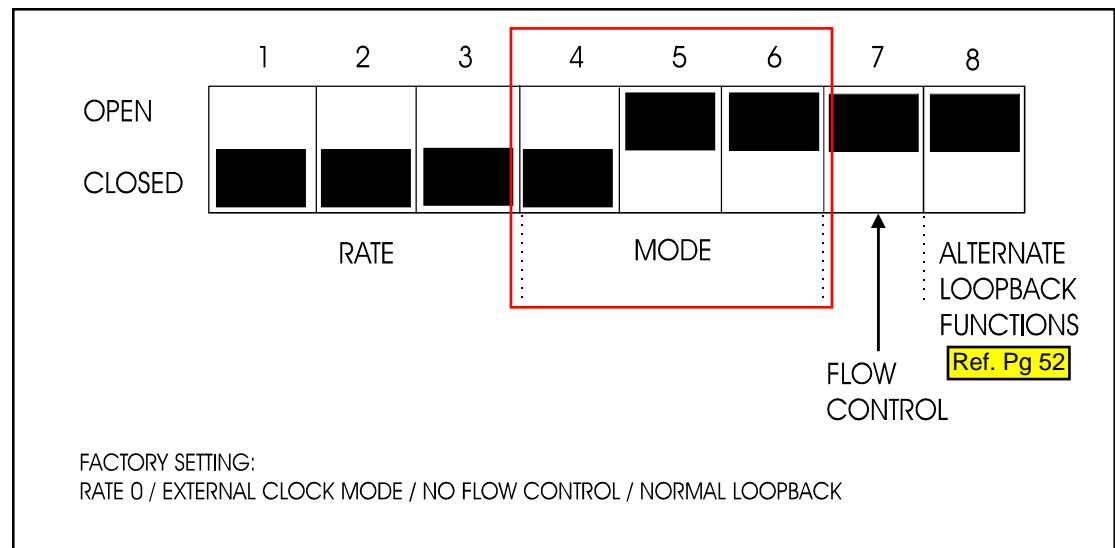 1 2 3 4 5 6 7 8
OPEN
CLOSED
RATE
MODE
ALTERNATE
LOOPBACK
FUNCTIONS
Ref. Pg 52
FLOW
CONTROL
FACTORY SETTING:
RATE 0 / EXTERNAL CLOCK MODE / NO FLOW CONTROL / NORMAL LOOPBACK